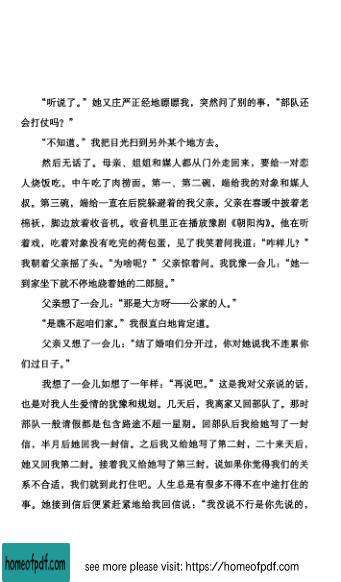 “听说了。”她又庄严正经地瞟瞟我，突然问了别的事，“部队还
会打仗吗？”
“不知道。”我把目光扫到另外某个地方去。
然后无话了。母亲、姐姐和媒人都从门外走回来，要给一对恋
人烧饭吃。中午吃了肉捞面。第一、第二碗，端给我的对象和媒人
叔。第三碗，端给一直在后院躲避着的我父亲。父亲在春暖中披着老
棉袄，脚边放着收音机。收音机里正在播放豫剧《朝阳沟》。他在听
着戏，吃着对象没有吃完的荷包蛋，见了我笑着问我道：“咋样儿？”
我朝着父亲摇了头。“为啥呢？”父亲惊着问。我犹豫一会儿：“她一
到家坐下就不停地跷着她的二郎腿。”
父亲想了一会儿：“那是大方呀——公家的人。”
“是瞧不起咱们家。”我很直白地肯定道。
父亲又想了一会儿：“结了婚咱们分开过，你对她说我不连累你
们过日子。”
我想了一会儿如想了一年样：“再说吧。”这是我对父亲说的话，
也是对我人生爱情的犹豫和规划。几天后，我离家又回部队了。那时
部队一般请假都是包含路途不超一星期。回部队后我给她写了一封
信，半月后她回我一封信。之后我又给她写了第二封，二十来天后，
她又回我第二封。接着我又给她写了第三封，说如果你觉得我们的关
系不合适，我们就到此打住吧。人生总是有很多不得不在中途打住的
事。她接到信后便紧赶紧地给我回信说：“我没说不行是你先说的，
homeofpdf.com
see more please visit: https://homeofpdf.com